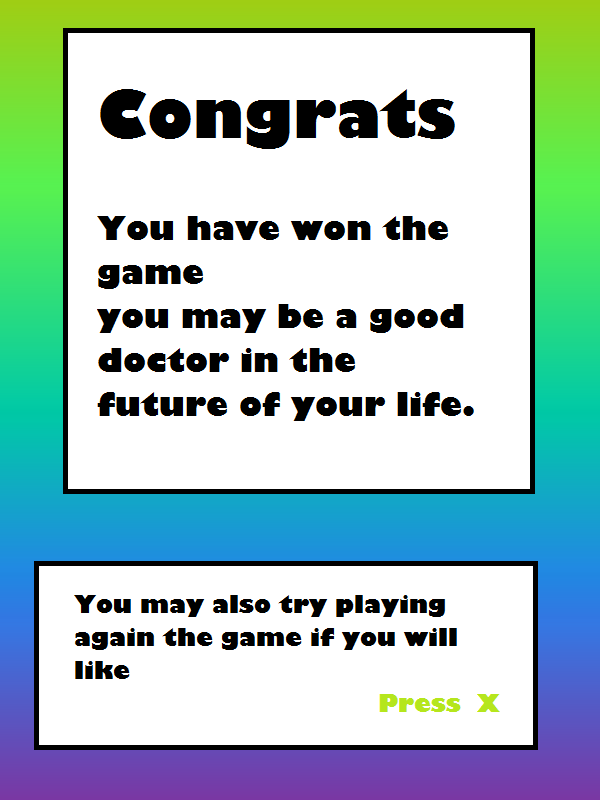 Congrats
You have won the
game
you may be a good
doctor in the
future of your life.
You may also try playing
again the game if you will
like
Press X